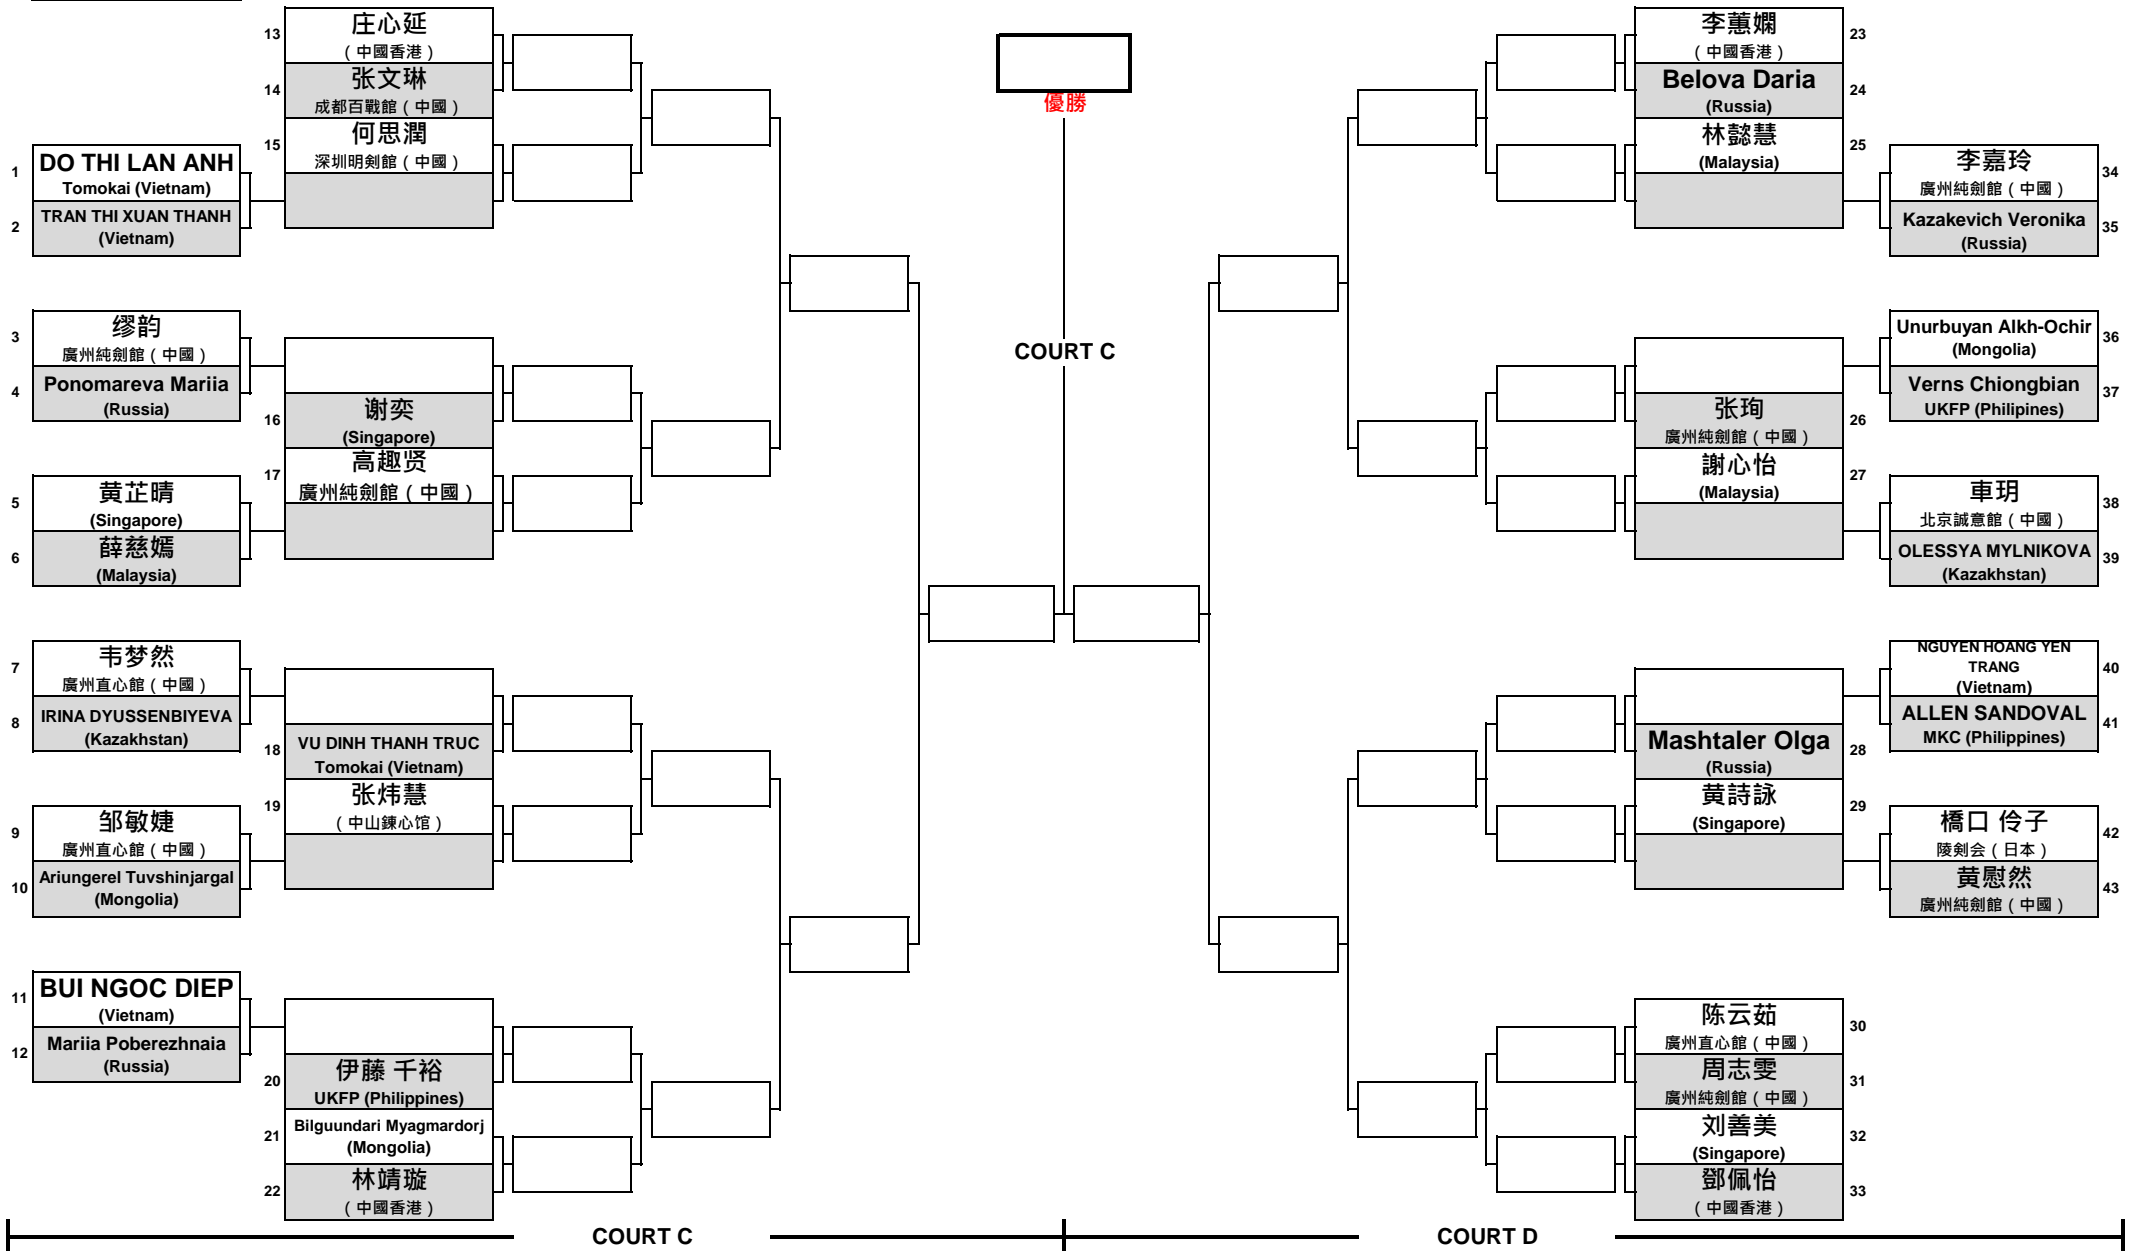 13
庄心延
（中國香港）
14
张文琳
成都百戰館（中國）
15
何思潤
深圳明剣館（中國）
1
DO THI LAN ANH
Tomokai (Vietnam)
2
TRAN THI XUAN THANH
(Vietnam)
3
缪韵
廣州純劍館（中國）
4
Ponomareva Mariia
(Russia)
16
谢奕
(Singapore)
17
高趣贤
廣州純劍館（中國）
5
黄芷晴
(Singapore)
6
薛慈嫣
(Malaysia)
7
韦梦然
廣州直心館（中國）
8
IRINA DYUSSENBIYEVA
(Kazakhstan)
18
VU DINH THANH TRUC
Tomokai (Vietnam)
19
张炜慧
（中山錬心馆）
9
邹敏婕
廣州直心館（中國）
10
Ariungerel Tuvshinjargal
(Mongolia)
11
BUI NGOC DIEP
(Vietnam)
12
Mariia Poberezhnaia
(Russia)
20
伊藤 千裕
UKFP (Philippines)
21
Bilguundari Myagmardorj
(Mongolia)
22
林靖璇
（中國香港）
優勝
COURT C
李蕙嫻
（中國香港）
23
Belova Daria
(Russia)
24
林懿慧
(Malaysia)
25
李嘉玲
廣州純劍館（中國）
34
Kazakevich Veronika
(Russia)
35
Unurbuyan Alkh-Ochir
(Mongolia)
36
Verns Chiongbian
UKFP (Philipines)
37
张珣
廣州純劍館（中國）
26
謝心怡
(Malaysia)
27
車玥
北京誠意館（中國）
38
OLESSYA MYLNIKOVA
(Kazakhstan)
39
NGUYEN HOANG YEN
TRANG
(Vietnam)
40
ALLEN SANDOVAL
MKC (Philippines)
41
Mashtaler Olga
(Russia)
28
黄詩詠
(Singapore)
29
橋口 伶子
陵剣会（日本）
42
黄慰然
廣州純劍館（中國）
43
陈云茹
廣州直心館（中國）
30
周志雯
廣州純劍館（中國）
31
刘善美
(Singapore)
32
鄧佩怡
（中國香港）
33
COURT C
COURT D